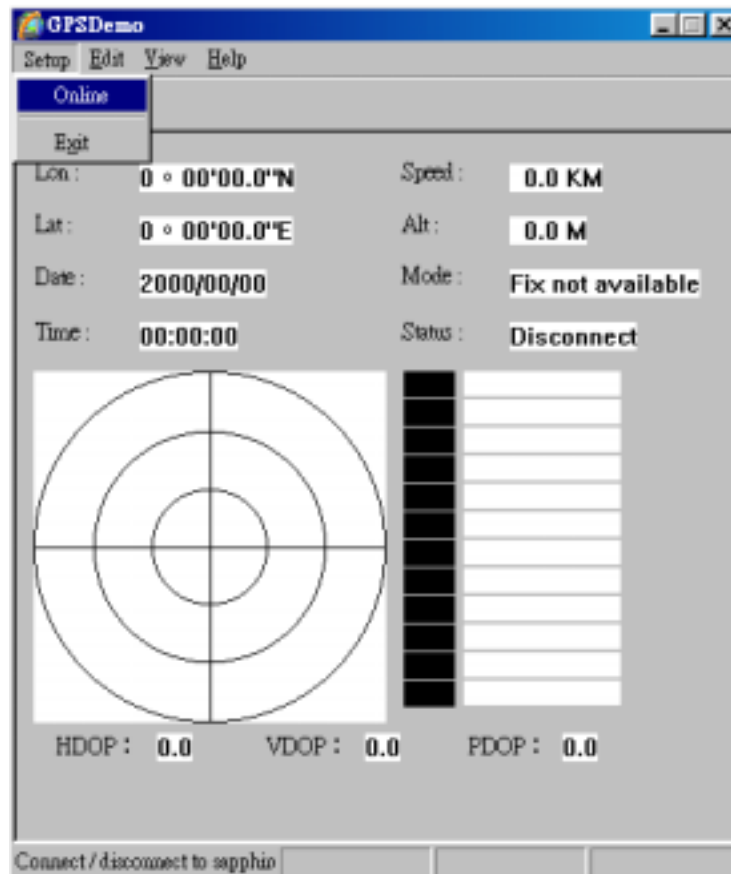 GPSDemo
Setup Edit View Help
Online
Exit
Lon : 0 ° 00'00.0"N Speed : 0.0 KM
Lat : 0 ° 00'00.0"E Alt : 0.0 M
Date : 2000/00/00 Mode : Fix not available
Time : 00:00:00 Status : Disconnect
HDOP : 0.0 VDOP : 0.0 PDOP : 0.0
Connect / disconnect to sapphir